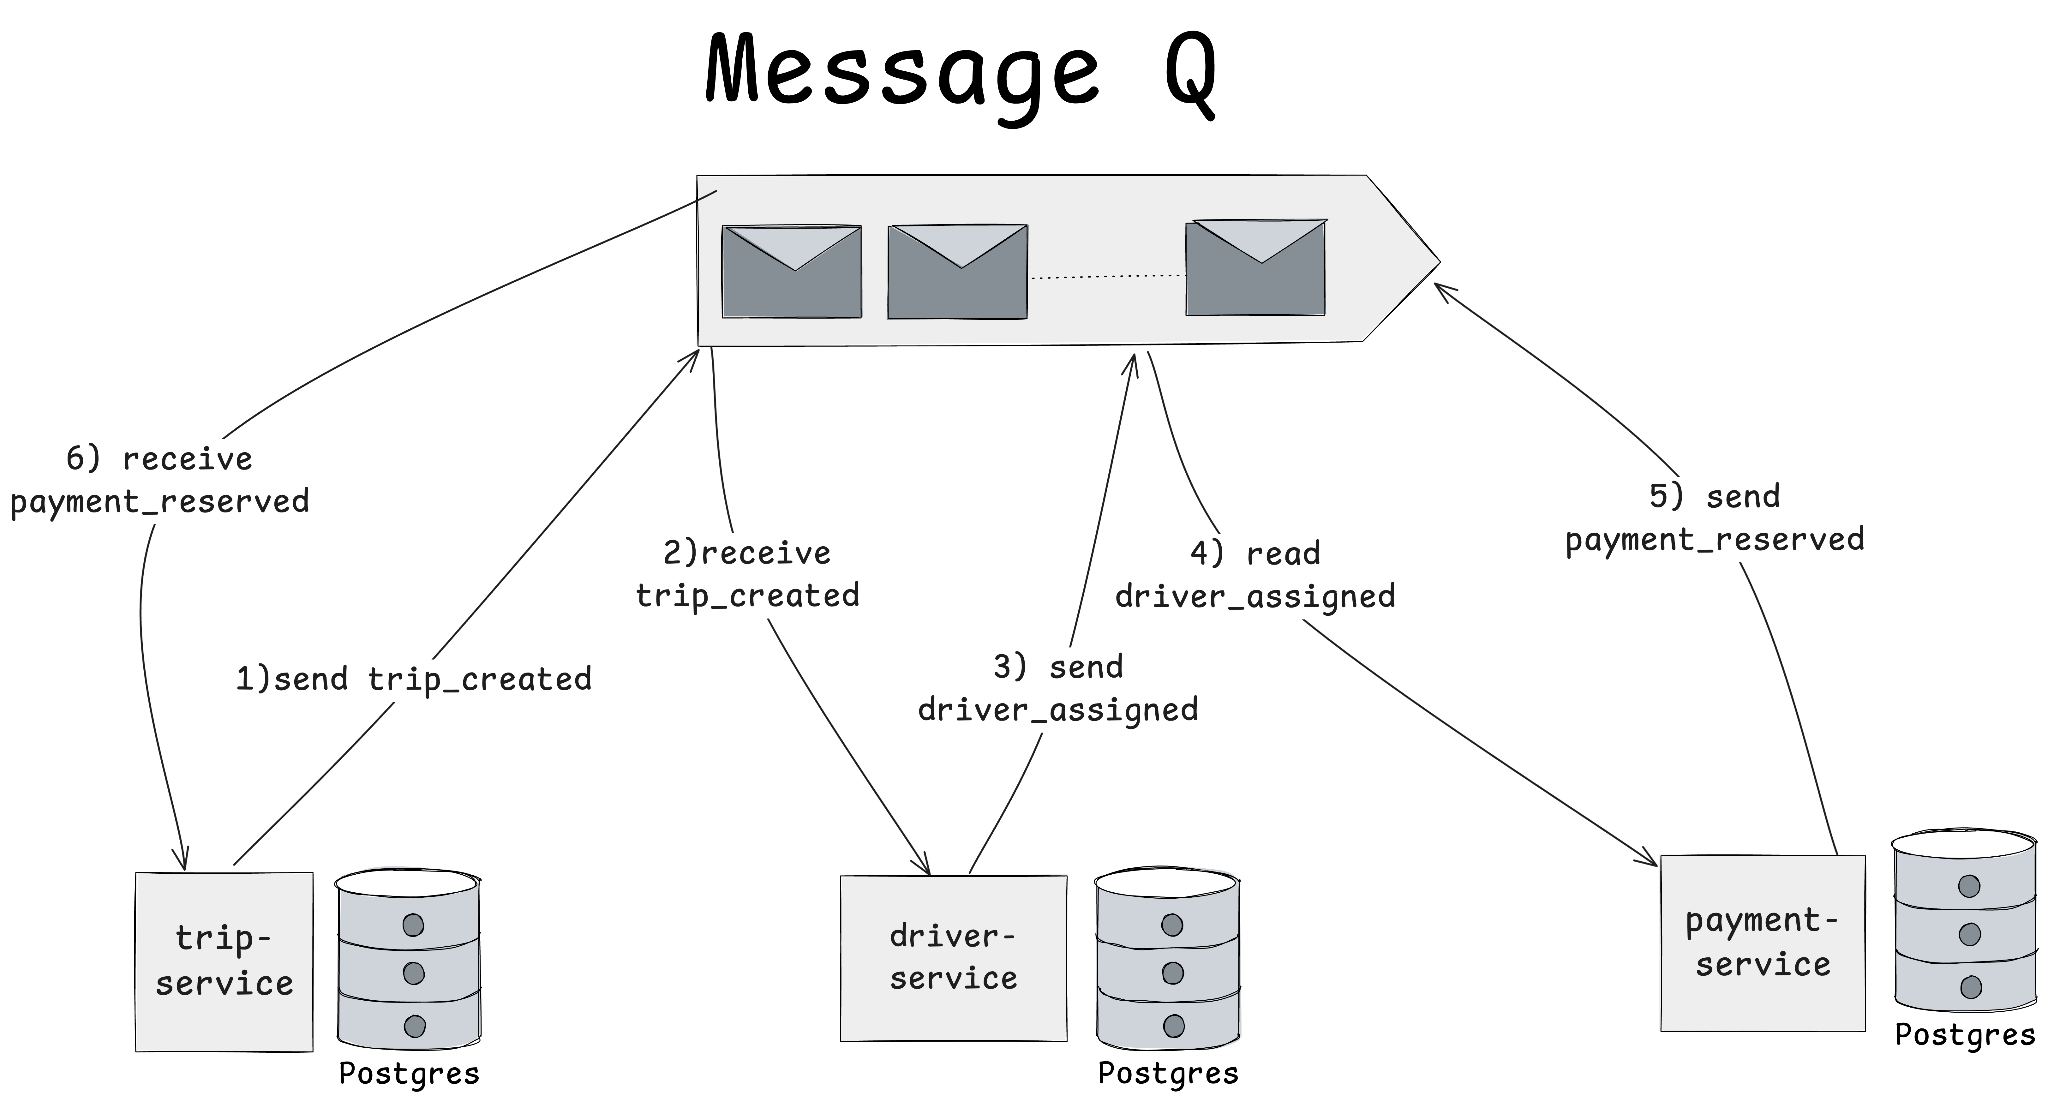 Message Q
6) receive
payment_reserved
1)send trip_created
2)receive
trip_created
3) send
driver_assigned
4) read
driver_assigned
5) send
payment_reserved
trip-
service
Postgres
driver-
service
Postgres
payment-
service
Postgres